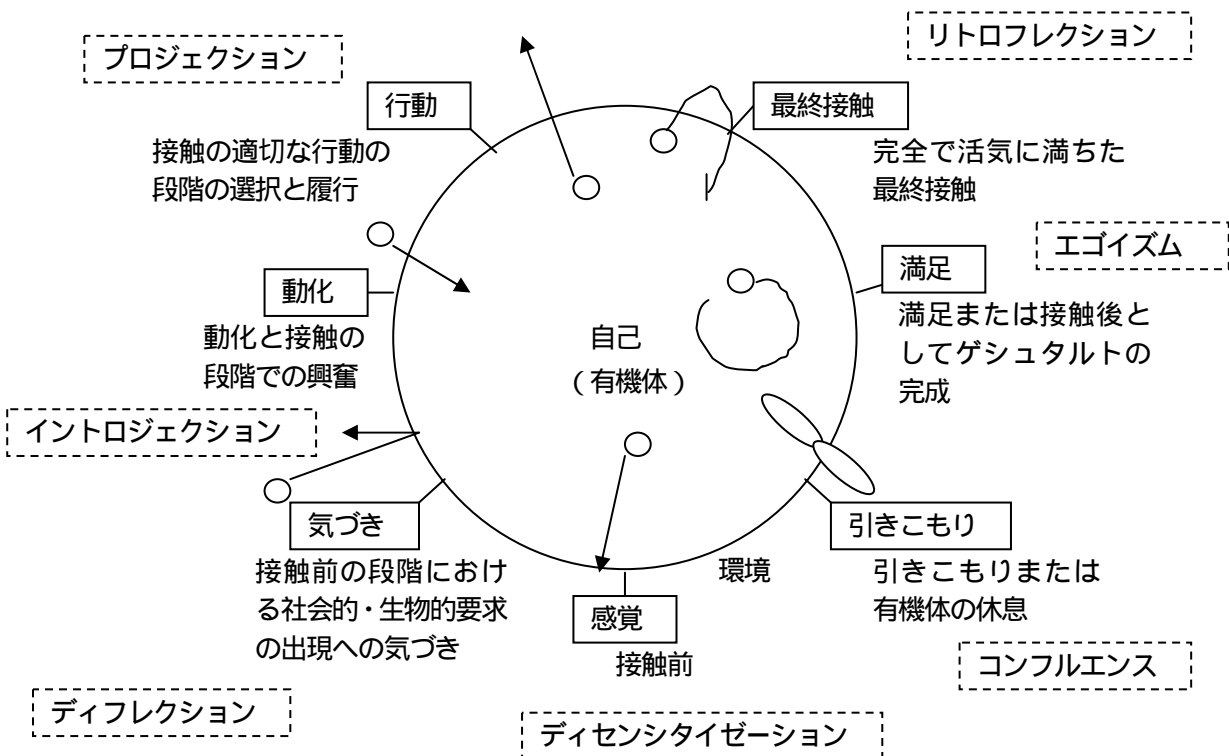 プロジェクション
リトロフレクション
行動
接触の適切な行動の
段階の選択と履行
最終接触
完全で活気に満ちた
最終接触
エゴイズム
満足
満足または接触後と
してゲシュタルトの
完成
動化
動化と接触の
段階での興奮
自己
（有機体）
イントロジェクション
気づき
接触前の段階におけ
る社会的・生物的要求
の出現への気づき
環境
感覚
接触前
引きこもり
引きこもりまたは
有機体の休息
コンフルエンス
ディフレクション
ディセンシタイゼーション